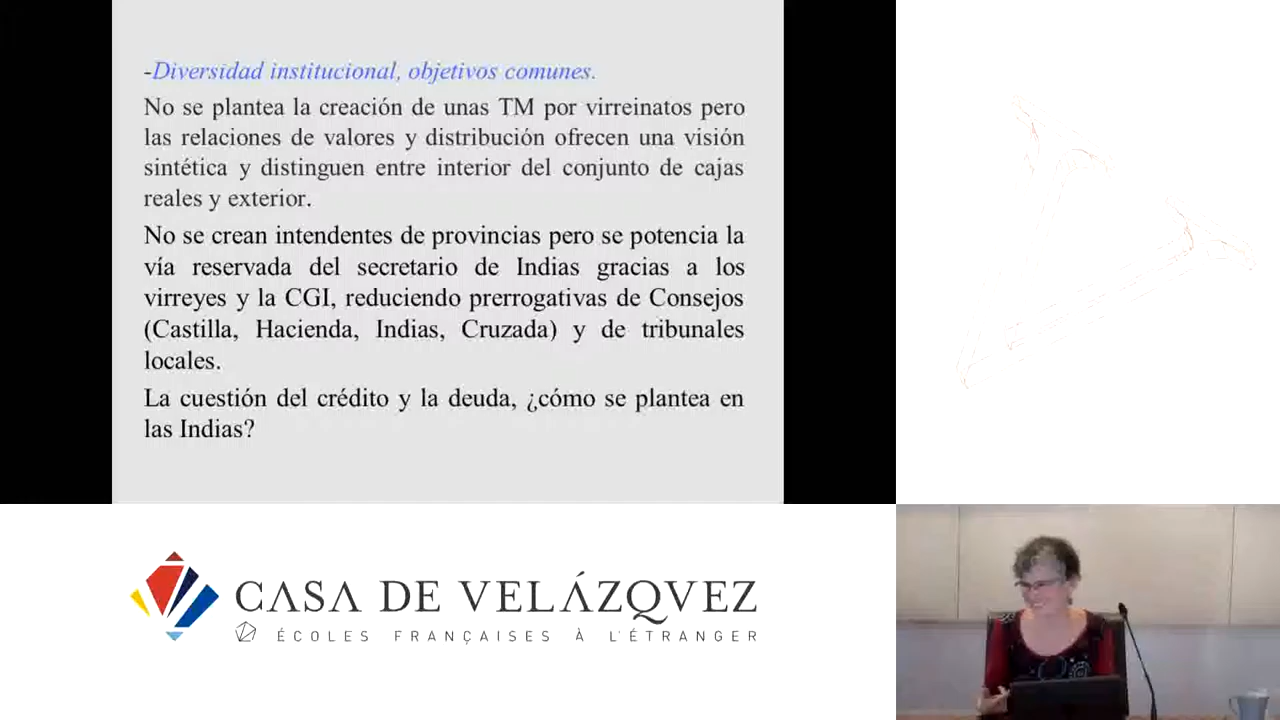 -Diversidad institucional, objetivos comunes.
No se plantea la creación de unas TM por virreinatos pero
las relaciones de valores y distribución ofrecen una visión
sintética y distinguen entre interior del conjunto de cajas
reales y exterior.
No se crean intendentes de provincias pero se potencia la
vía reservada del secretario de Indias gracias a los
virreyes y la CGI, reduciendo prerrogativas de Consejos
(Castilla, Hacienda, Indias, Cruzada) y de tribunales
locales.
La cuestión del crédito y la deuda, ¿cómo se plantea en
las Indias?
CASA DE VELÁZQVEZ
ÉCOLES FRANÇAISES À L'ÉTRANGER